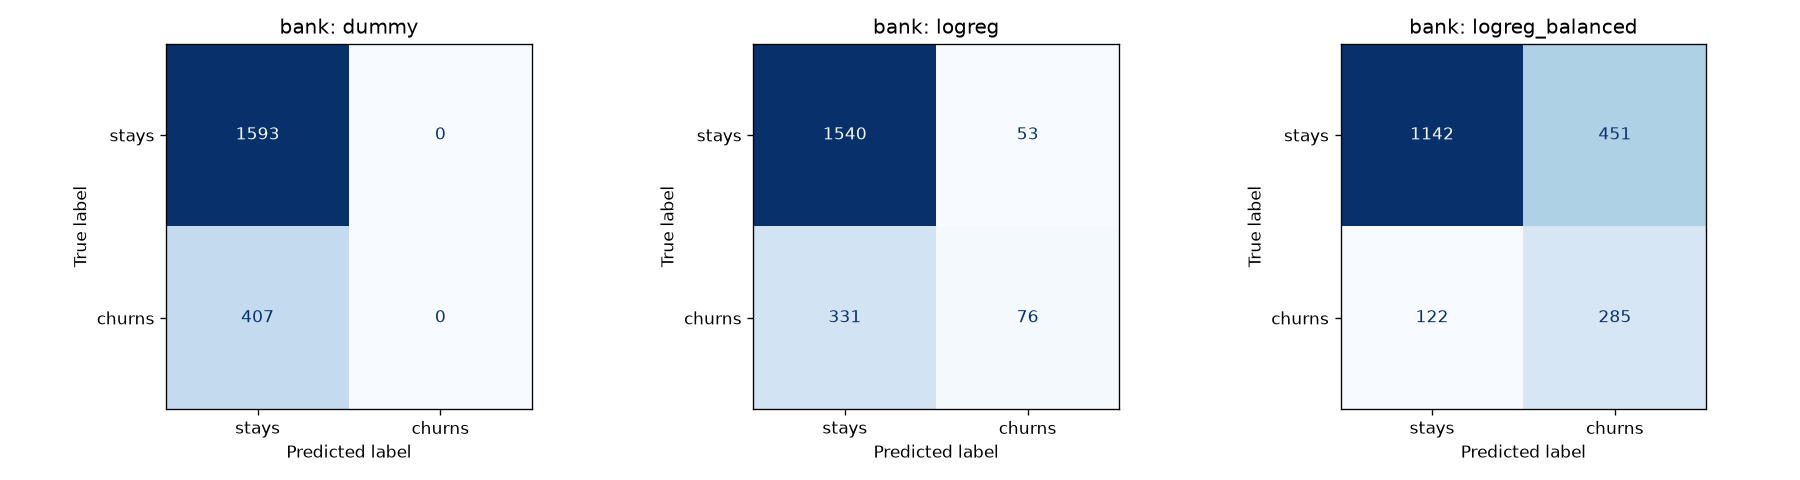 bank: dummy
True label
stays
1593
0
churns
407
0
stays
churns
Predicted label
bank: logreg
True label
stays
1540
53
churns
331
76
stays
churns
Predicted label
bank: logreg_balanced
True label
stays
1142
451
churns
122
285
stays
churns
Predicted label